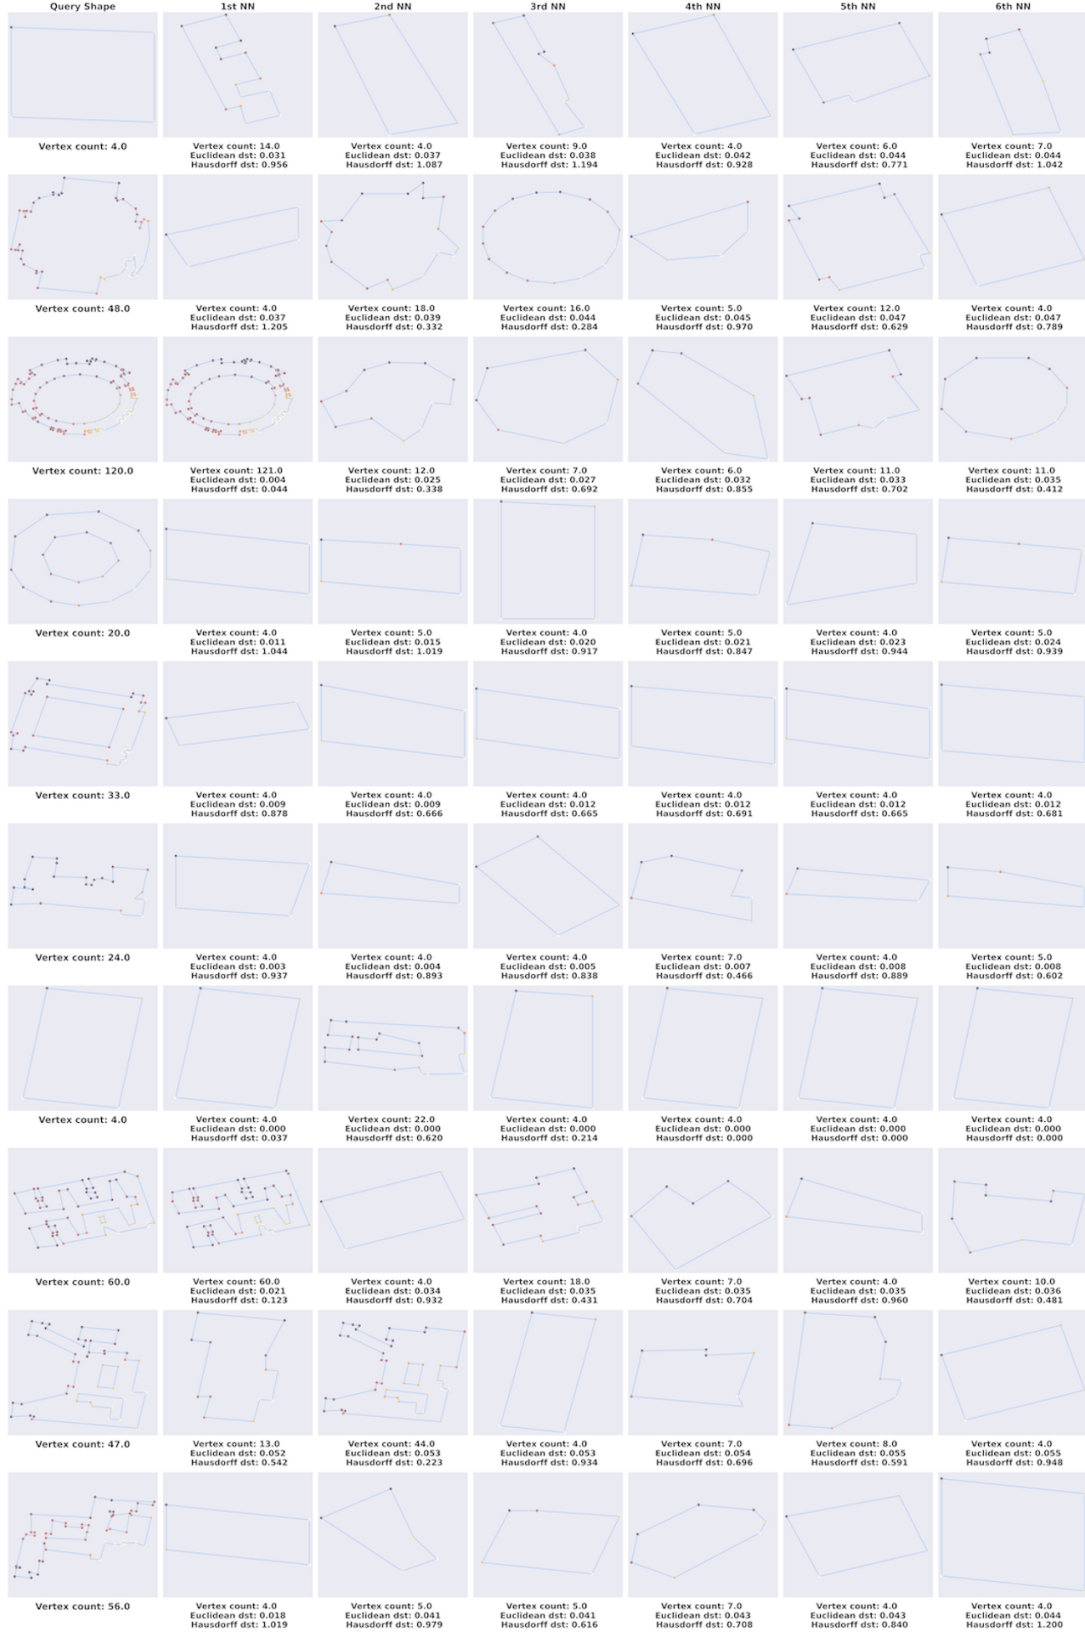 Query Shape 1st NN 2nd NN 3rd NN 4th NN 5th NN 6th NN
Vertex count: 4.0 Vertex count: 14.0 Vertex count: 4.0 Vertex count: 9.0 Vertex count: 4.0 Vertex count: 6.0 Vertex count: 7.0
Euclidean dst: 0.031 Euclidean dst: 0.037 Euclidean dst: 0.038 Euclidean dst: 0.042 Euclidean dst: 0.044 Euclidean dst: 0.044
Hausdorff dst: 0.956 Hausdorff dst: 1.087 Hausdorff dst: 1.194 Hausdorff dst: 0.928 Hausdorff dst: 0.771 Hausdorff dst: 1.042
Vertex count: 48.0 Vertex count: 4.0 Vertex count: 18.0 Vertex count: 16.0 Vertex count: 5.0 Vertex count: 12.0 Vertex count: 4.0
Euclidean dst: 0.037 Euclidean dst: 0.039 Euclidean dst: 0.044 Euclidean dst: 0.045 Euclidean dst: 0.047 Euclidean dst: 0.047
Hausdorff dst: 1.205 Hausdorff dst: 0.332 Hausdorff dst: 0.284 Hausdorff dst: 0.970 Hausdorff dst: 0.629 Hausdorff dst: 0.789
Vertex count: 120.0 Vertex count: 121.0 Vertex count: 12.0 Vertex count: 7.0 Vertex count: 6.0 Vertex count: 11.0 Vertex count: 11.0
Euclidean dst: 0.004 Euclidean dst: 0.025 Euclidean dst: 0.027 Euclidean dst: 0.032 Euclidean dst: 0.033 Euclidean dst: 0.035
Hausdorff dst: 0.044 Hausdorff dst: 0.338 Hausdorff dst: 0.692 Hausdorff dst: 0.855 Hausdorff dst: 0.702 Hausdorff dst: 0.412
Vertex count: 20.0 Vertex count: 4.0 Vertex count: 5.0 Vertex count: 4.0 Vertex count: 5.0 Vertex count: 4.0 Vertex count: 5.0
Euclidean dst: 0.011 Euclidean dst: 0.015 Euclidean dst: 0.020 Euclidean dst: 0.021 Euclidean dst: 0.023 Euclidean dst: 0.024
Hausdorff dst: 1.044 Hausdorff dst: 1.019 Hausdorff dst: 0.917 Hausdorff dst: 0.847 Hausdorff dst: 0.944 Hausdorff dst: 0.939
Vertex count: 33.0 Vertex count: 4.0 Vertex count: 4.0 Vertex count: 4.0 Vertex count: 4.0 Vertex count: 4.0 Vertex count: 4.0
Euclidean dst: 0.009 Euclidean dst: 0.009 Euclidean dst: 0.012 Euclidean dst: 0.012 Euclidean dst: 0.012 Euclidean dst: 0.012
Hausdorff dst: 0.878 Hausdorff dst: 0.666 Hausdorff dst: 0.665 Hausdorff dst: 0.691 Hausdorff dst: 0.665 Hausdorff dst: 0.681
Vertex count: 24.0 Vertex count: 4.0 Vertex count: 4.0 Vertex count: 4.0 Vertex count: 7.0 Vertex count: 4.0 Vertex count: 5.0
Euclidean dst: 0.003 Euclidean dst: 0.004 Euclidean dst: 0.005 Euclidean dst: 0.007 Euclidean dst: 0.008 Euclidean dst: 0.008
Hausdorff dst: 0.937 Hausdorff dst: 0.893 Hausdorff dst: 0.838 Hausdorff dst: 0.466 Hausdorff dst: 0.889 Hausdorff dst: 0.602
Vertex count: 4.0 Vertex count: 4.0 Vertex count: 22.0 Vertex count: 4.0 Vertex count: 4.0 Vertex count: 4.0 Vertex count: 4.0
Euclidean dst: 0.000 Euclidean dst: 0.000 Euclidean dst: 0.000 Euclidean dst: 0.000 Euclidean dst: 0.000 Euclidean dst: 0.000
Hausdorff dst: 0.037 Hausdorff dst: 0.620 Hausdorff dst: 0.214 Hausdorff dst: 0.000 Hausdorff dst: 0.000 Hausdorff dst: 0.000
Vertex count: 60.0 Vertex count: 60.0 Vertex count: 4.0 Vertex count: 18.0 Vertex count: 7.0 Vertex count: 4.0 Vertex count: 10.0
Euclidean dst: 0.021 Euclidean dst: 0.034 Euclidean dst: 0.035 Euclidean dst: 0.035 Euclidean dst: 0.035 Euclidean dst: 0.036
Hausdorff dst: 0.123 Hausdorff dst: 0.932 Hausdorff dst: 0.431 Hausdorff dst: 0.704 Hausdorff dst: 0.960 Hausdorff dst: 0.481
Vertex count: 47.0 Vertex count: 13.0 Vertex count: 44.0 Vertex count: 4.0 Vertex count: 7.0 Vertex count: 8.0 Vertex count: 4.0
Euclidean dst: 0.052 Euclidean dst: 0.053 Euclidean dst: 0.053 Euclidean dst: 0.054 Euclidean dst: 0.055 Euclidean dst: 0.055
Hausdorff dst: 0.542 Hausdorff dst: 0.223 Hausdorff dst: 0.934 Hausdorff dst: 0.696 Hausdorff dst: 0.591 Hausdorff dst: 0.948
Vertex count: 56.0 Vertex count: 4.0 Vertex count: 5.0 Vertex count: 5.0 Vertex count: 7.0 Vertex count: 4.0 Vertex count: 4.0
Euclidean dst: 0.018 Euclidean dst: 0.041 Euclidean dst: 0.041 Euclidean dst: 0.043 Euclidean dst: 0.043 Euclidean dst: 0.044
Hausdorff dst: 1.019 Hausdorff dst: 0.979 Hausdorff dst: 0.616 Hausdorff dst: 0.708 Hausdorff dst: 0.840 Hausdorff dst: 1.200